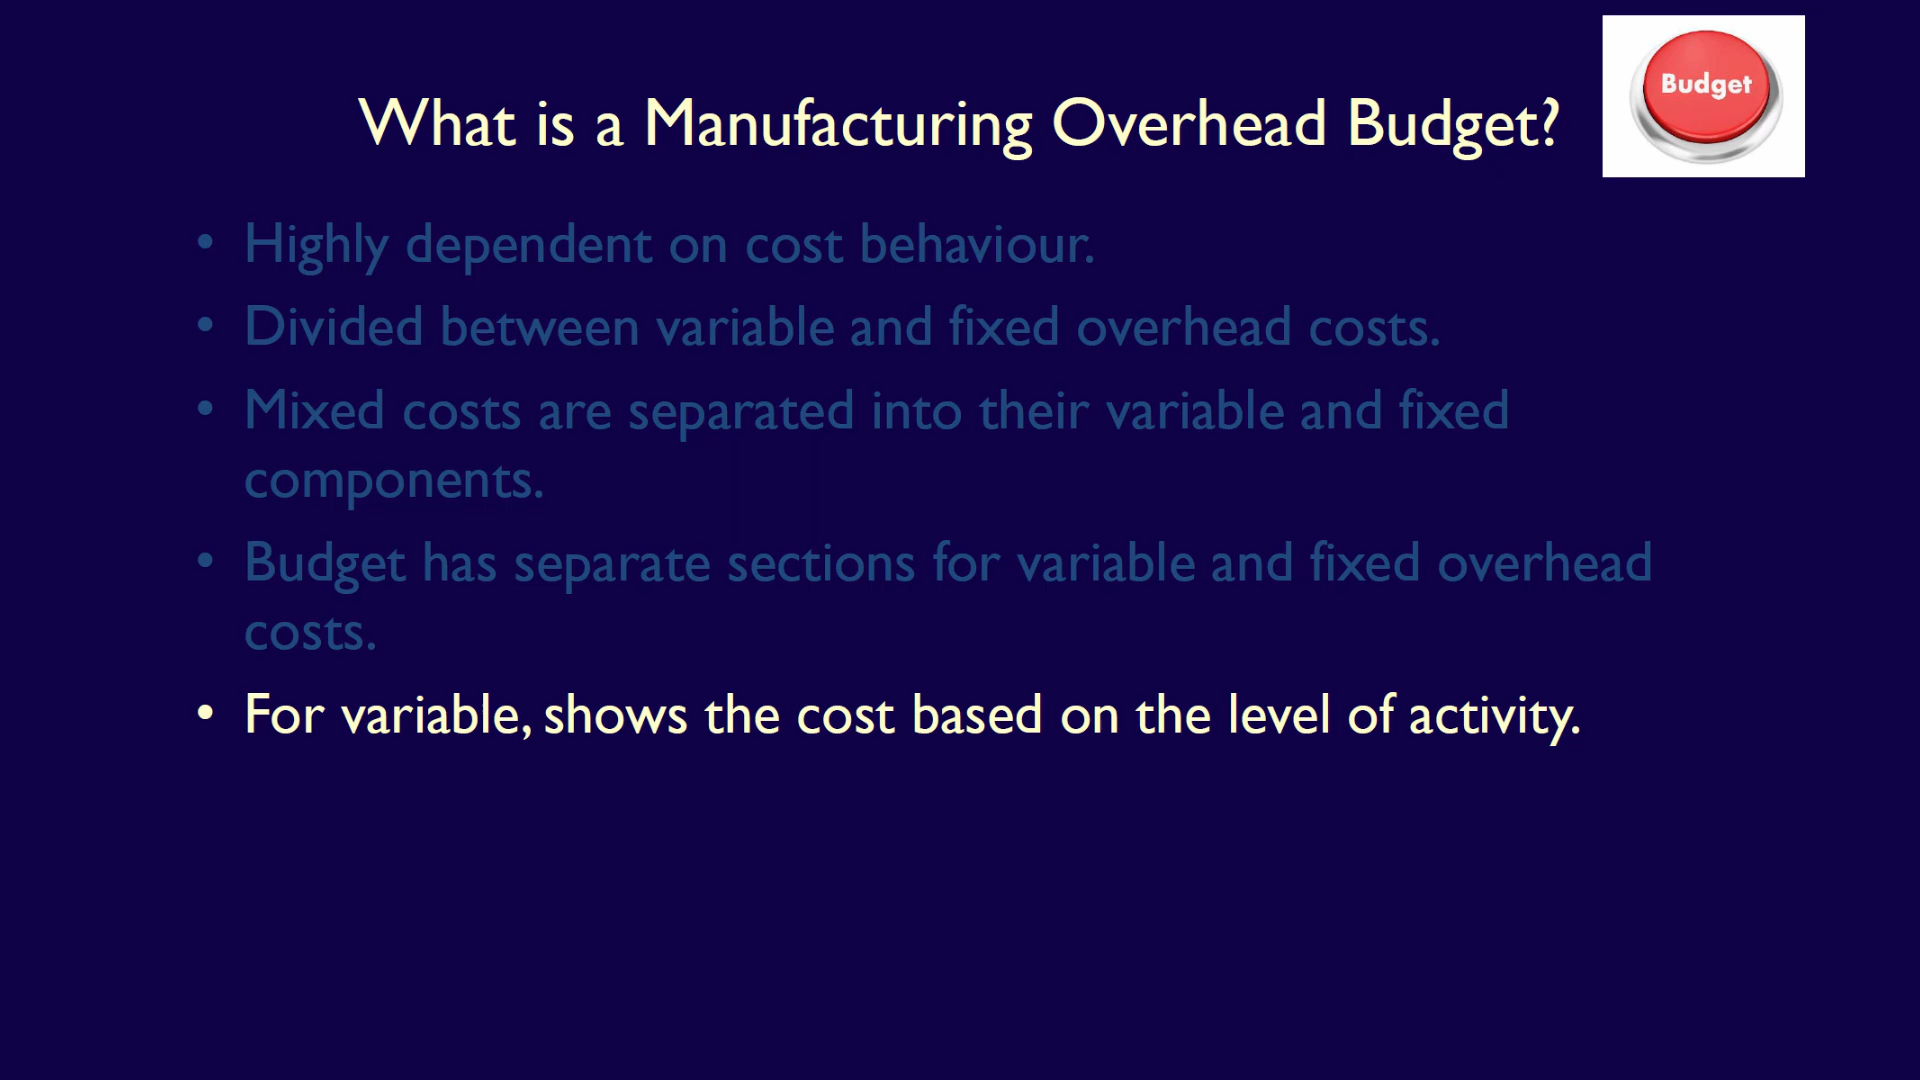 Budget
What is a Manufacturing Overhead Budget?
• Highly dependent on cost behaviour.
• Divided between variable and fixed overhead costs.
• Mixed costs are separated into their variable and fixed
components.
• Budget has separate sections for variable and fixed overhead
costs.
• For variable, shows the cost based on the level of activity.